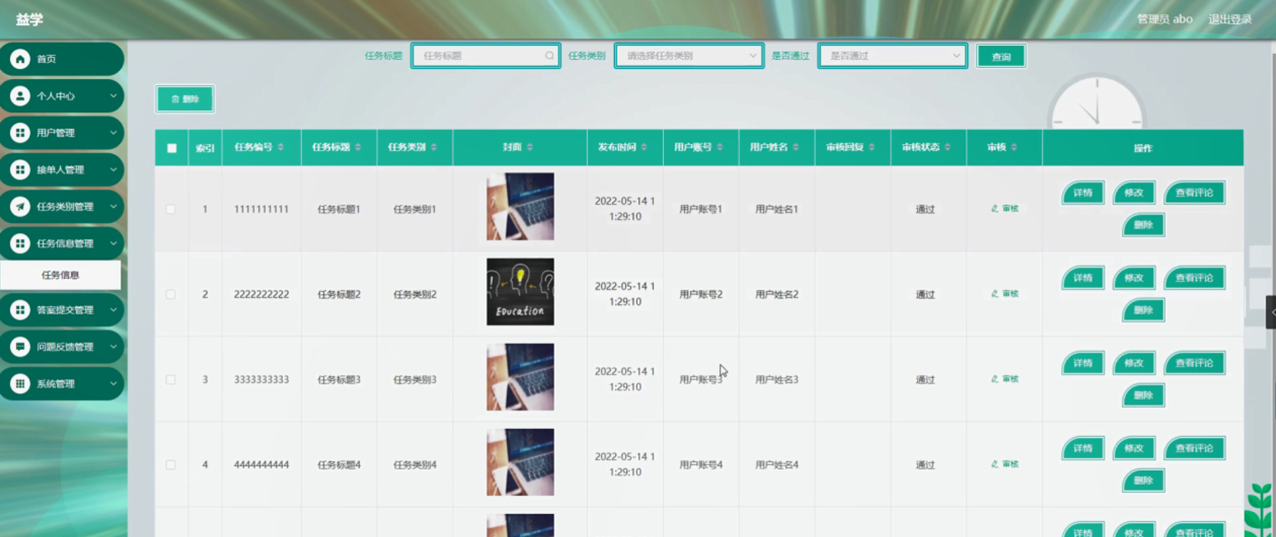 益学
管理员 abo 退出登录
首页
个人中心
用户管理
接单人管理
任务类别管理
任务信息管理
任务信息
答案提交管理
问题反馈管理
系统管理
任务标题 任务标题 任务类别 请选择任务类别 是否通过 是否通过 查询
删除
索引 任务编号 任务标题 任务类别 封面 发布时间 用户账号 用户姓名 审核回复 审核状态 审核 操作
1 1111111111 任务标题1 任务类别1 2022-05-14 1
1:29:10 用户账号1 用户姓名1 通过 审核 详情 修改 查看评论
删除
2 2222222222 任务标题2 任务类别2 Education 2022-05-14 1
1:29:10 用户账号2 用户姓名2 通过 审核 详情 修改 查看评论
删除
3 3333333333 任务标题3 任务类别3 2022-05-14 1
1:29:10 用户账号3 用户姓名3 通过 审核 详情 修改 查看评论
删除
4 4444444444 任务标题4 任务类别4 2022-05-14 1
1:29:10 用户账号4 用户姓名4 通过 审核 详情 修改 查看评论
删除
详情 修改 查看评论